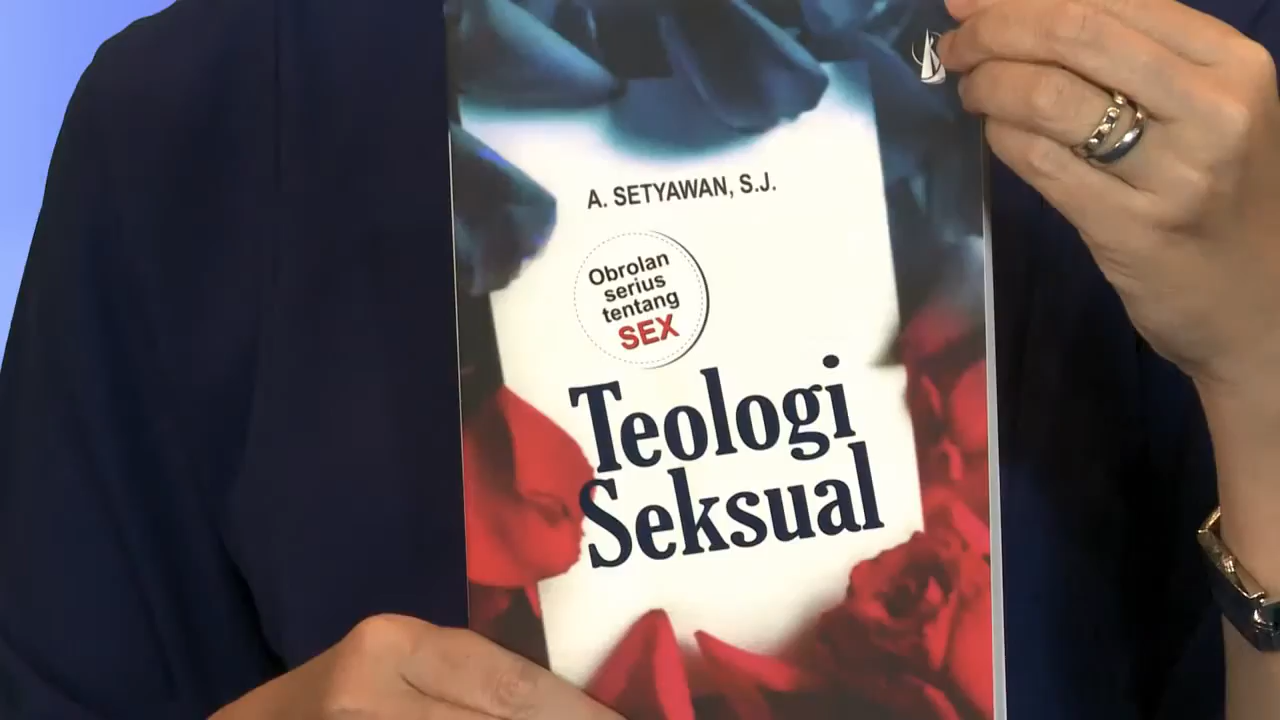 A. SETYAWAN, S.J.
Obrolan
serius
tentang
SEX
Teologi
Seksual